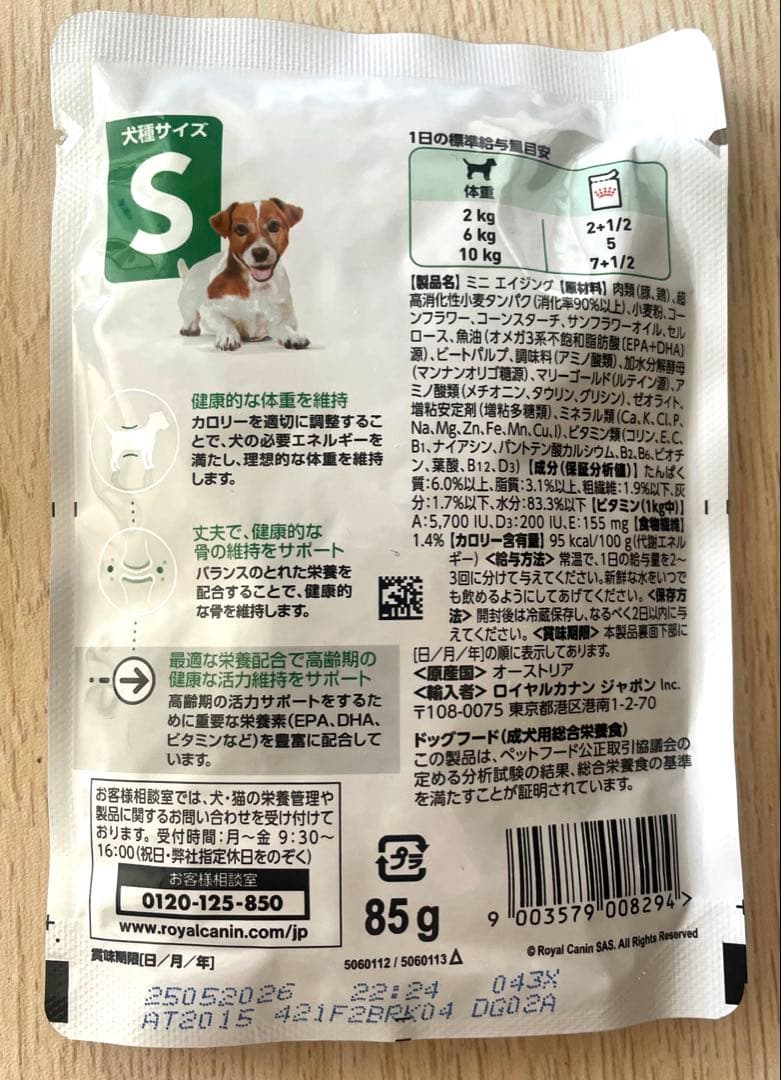 犬種サイズ
S
1日の標準給与量目安
体重
2 kg 2+1/2
6 kg 5
10 kg 7+1/2
【製品名】ミニ エイジング【原材料】肉類(豚、鶏)、超
高消化性小麦タンパク(消化率90%以上)、小麦粉、コー
ンフラワー、コーンスターチ、サンフラワーオイル、セル
ロース、魚油(オメガ3系不飽和脂肪酸[EPA+DHA]
源)、ビートパルプ、調味料(アミノ酸類)、加水分解酵母
(マンナンオリゴ糖源)、マリーゴールド(ルテイン源)、ア
ミノ酸類(メチオニン、タウリン、グリシン)、ゼオライト、
増粘安定剤(増粘多糖類)、ミネラル類(Ca、K、Cl、P、
Na、Mg、Zn、Fe、Mn、Cu、I)、ビタミン類(コリン、E、C、
B₁、ナイアシン、パントテン酸カルシウム、B₂、B₆、ビオチ
ン、葉酸、B₁₂、D₃)【成分(保証分析値)】たんぱく
質:6.0%以上、脂質:3.1%以上、粗繊維:1.9%以下、灰
分:1.7%以下、水分:83.3%以下【ビタミン(1kg中)】
A:5,700 IU、D₃:200 IU、E:155 mg【食物繊維】
1.4%【カロリー含有量】95 kcal/100 g(代謝エネル
ギー)<給与方法>常温で、1日の給与量を2〜
3回に分けて与えてください。新鮮な水をいつで
も飲めるようにしてあげてください。<保存方
法>開封後は冷蔵保存し、なるべく2日以内に与
えてください。<賞味期限>本製品裏面下部に
[日/月/年]の順に表示してあります。
<原産国>オーストリア
<輸入者>ロイヤルカナン ジャポン Inc.
〒108-0075 東京都港区港南1-2-70
ドッグフード(成犬用総合栄養食)
この製品は、ペットフード公正取引協議会の
定める分析試験の結果、総合栄養食の基準
を満たすことが証明されています。
健康的な体重を維持
カロリーを適切に調整するこ
とで、犬の必要エネルギーを
満たし、理想的な体重を維持
します。
丈夫で、健康的な
骨の維持をサポート
バランスのとれた栄養を
配合することで、健康的
な骨を維持します。
最適な栄養配合で高齢期の
健康な活力維持をサポート
高齢期の活力サポートをするた
めに重要な栄養素(EPA、DHA、
ビタミンなど)を豊富に配合して
います。
お客様相談室では、犬・猫の栄養管理や
製品に関するお問い合わせを受け付けて
おります。受付時間:月〜金 9:30〜
16:00(祝日・弊社指定休日をのぞく)
お客様相談室
0120-125-850
www.royalcanin.com/jp
プラ
85g
9 003579 008294 >
© Royal Canin SAS. All Rights Reserved
賞味期限[日/月/年]
5060112 / 5060113
25052026 22:24 043X
AT2015 421F2BRK04 DG02A